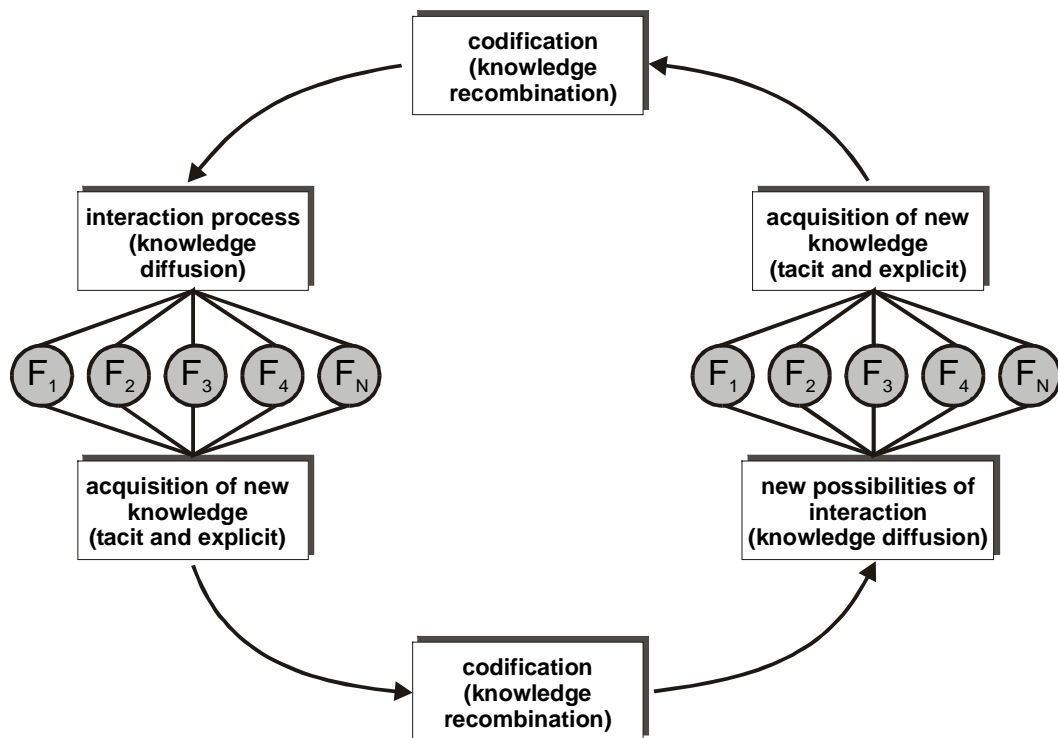 codification
(knowledge
recombination)
interaction process
(knowledge
diffusion)
acquisition of new
knowledge
(tacit and explicit)
F1 F2 F3 F4 FN
F1 F2 F3 F4 FN
acquisition of new
knowledge
(tacit and explicit)
new possibilities of
interaction
(knowledge diffusion)
codification
(knowledge
recombination)